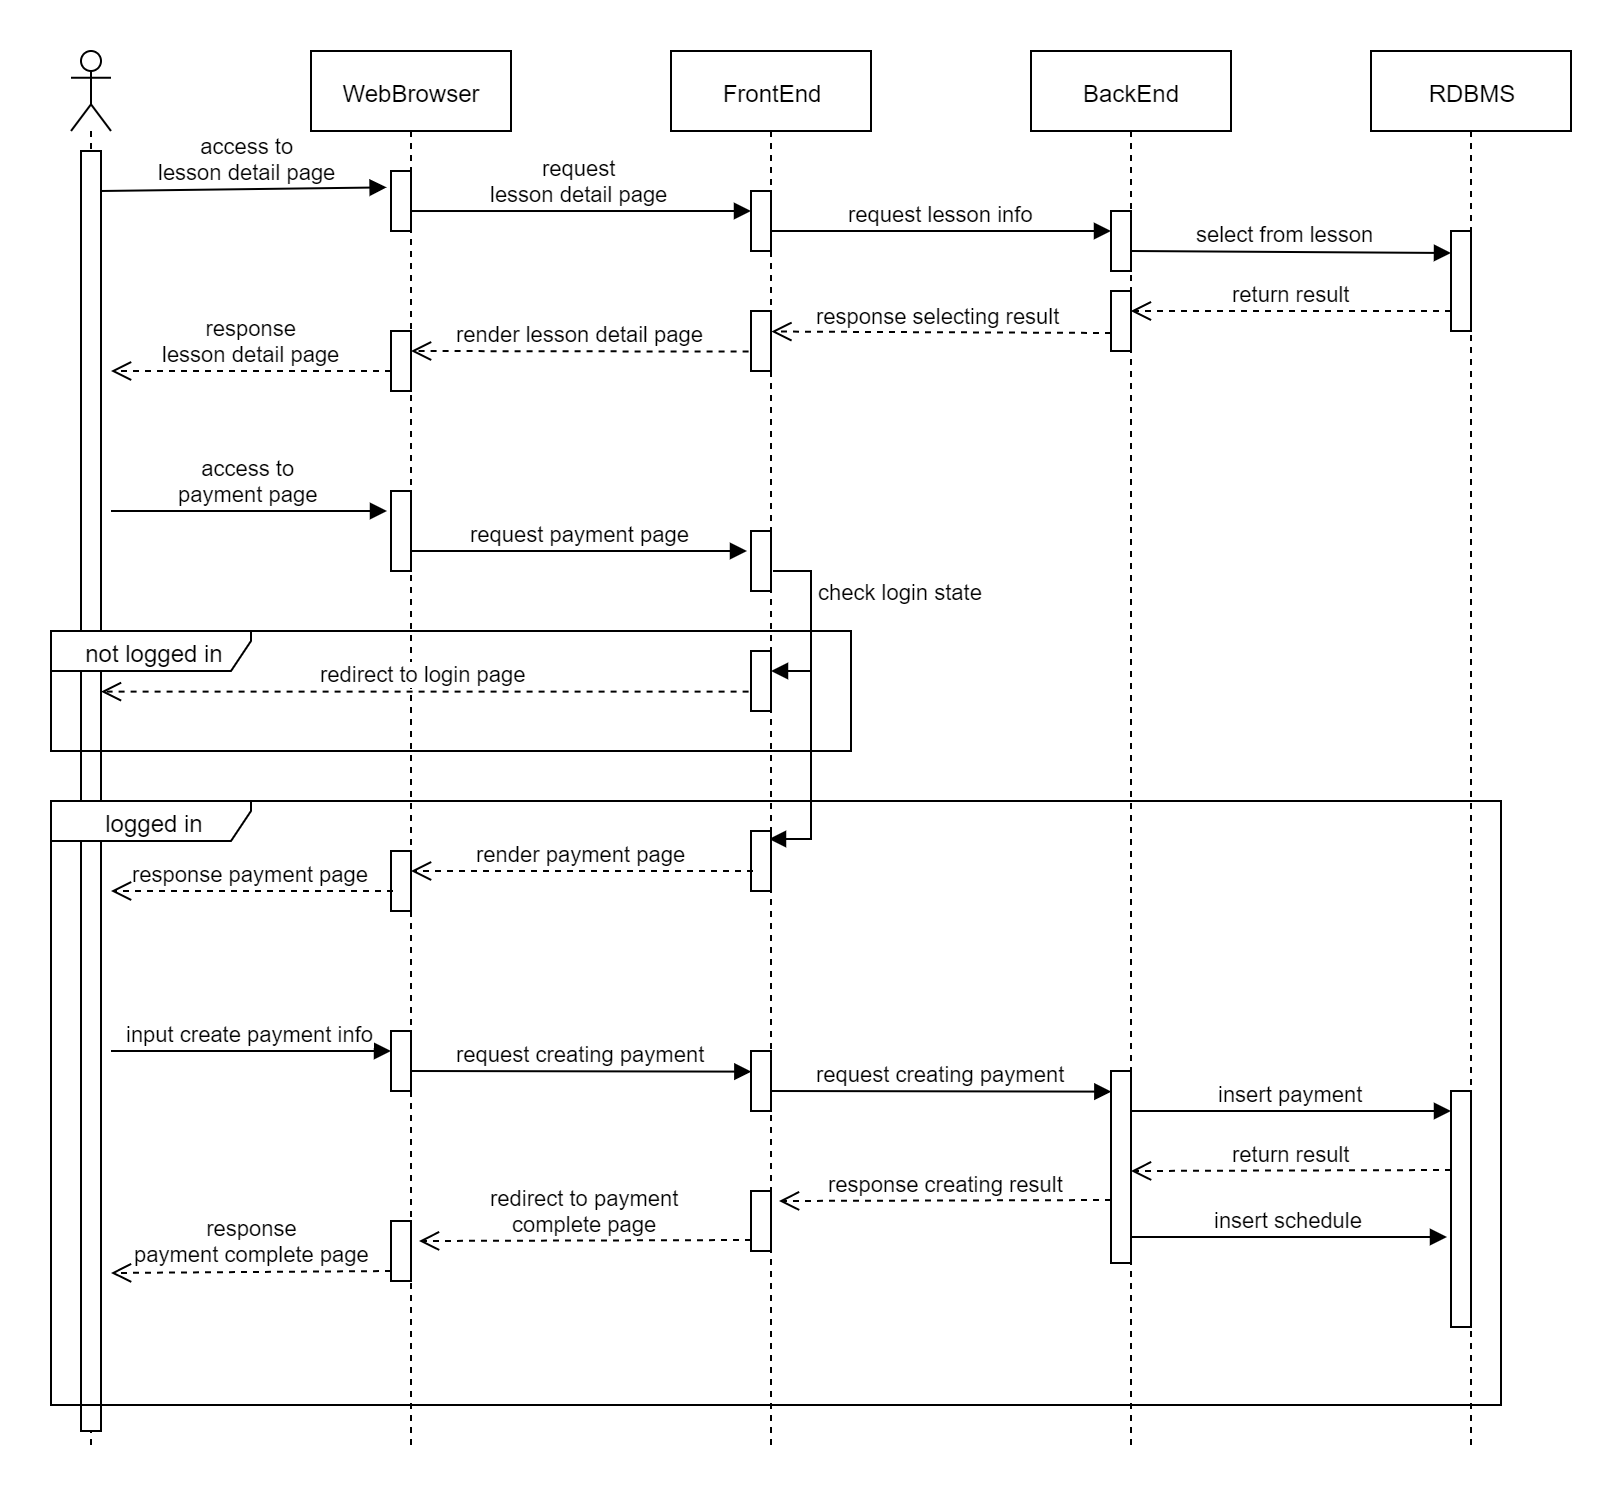 WebBrowser
FrontEnd
BackEnd
RDBMS
access to
lesson detail page
request
lesson detail page
request lesson info
select from lesson
return result
response selecting result
render lesson detail page
response
lesson detail page
access to
payment page
request payment page
check login state
not logged in
redirect to login page
logged in
render payment page
response payment page
input create payment info
request creating payment
request creating payment
insert payment
return result
response creating result
redirect to payment
complete page
insert schedule
response
payment complete page